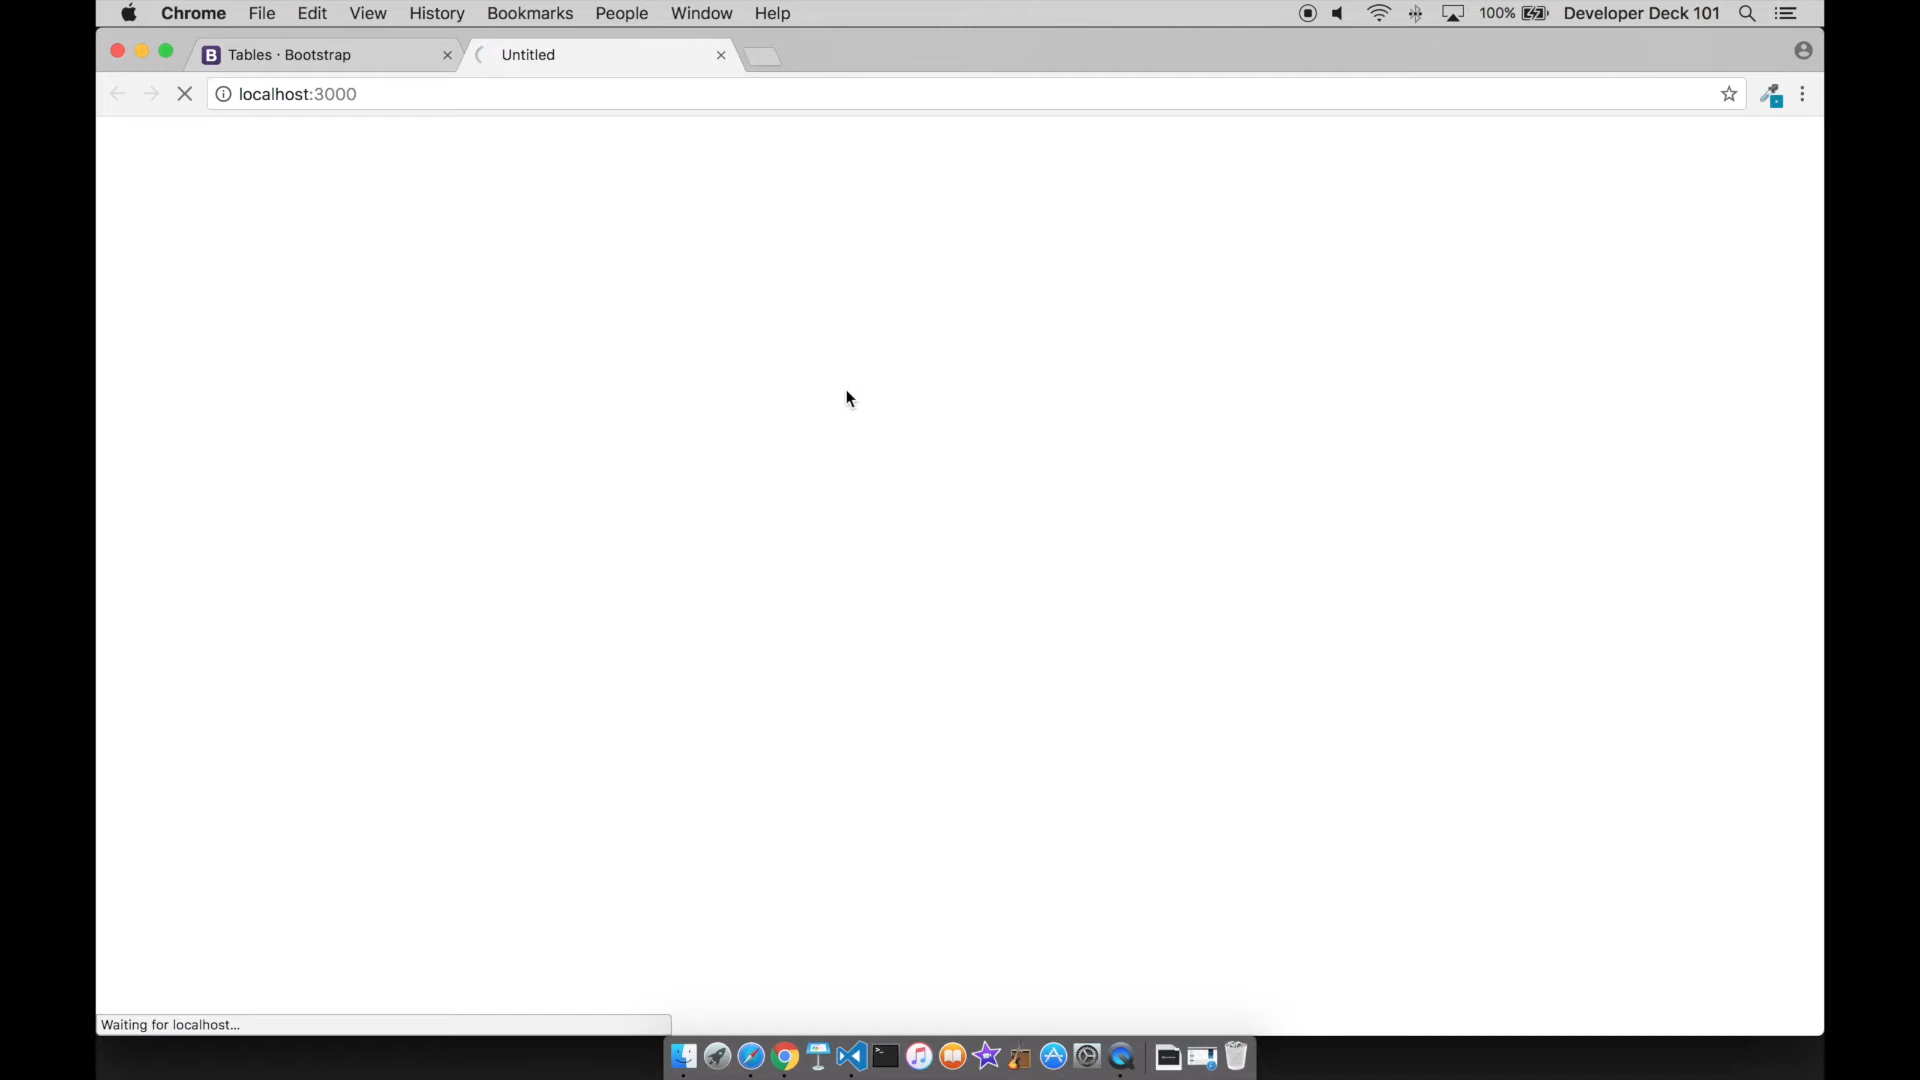 Chrome File Edit View History Bookmarks People Window Help 100% Developer Deck 101
B Tables · Bootstrap Untitled
localhost:3000
Waiting for localhost...